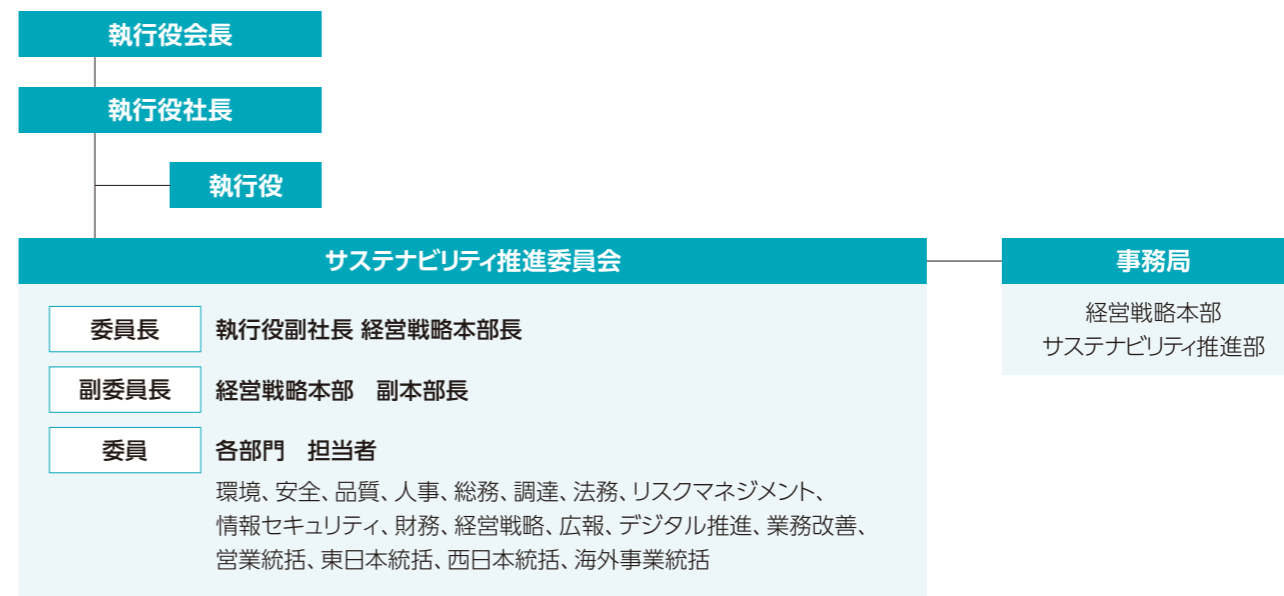 執行役会長
執行役社長
執行役
サステナビリティ推進委員会
事務局
経営戦略本部
サステナビリティ推進部
委員長
執行役副社長 経営戦略本部長
副委員長
経営戦略本部　副本部長
委員
各部門　担当者
環境、安全、品質、人事、総務、調達、法務、リスクマネジメント、
情報セキュリティ、財務、経営戦略、広報、デジタル推進、業務改善、
営業統括、東日本統括、西日本統括、海外事業統括